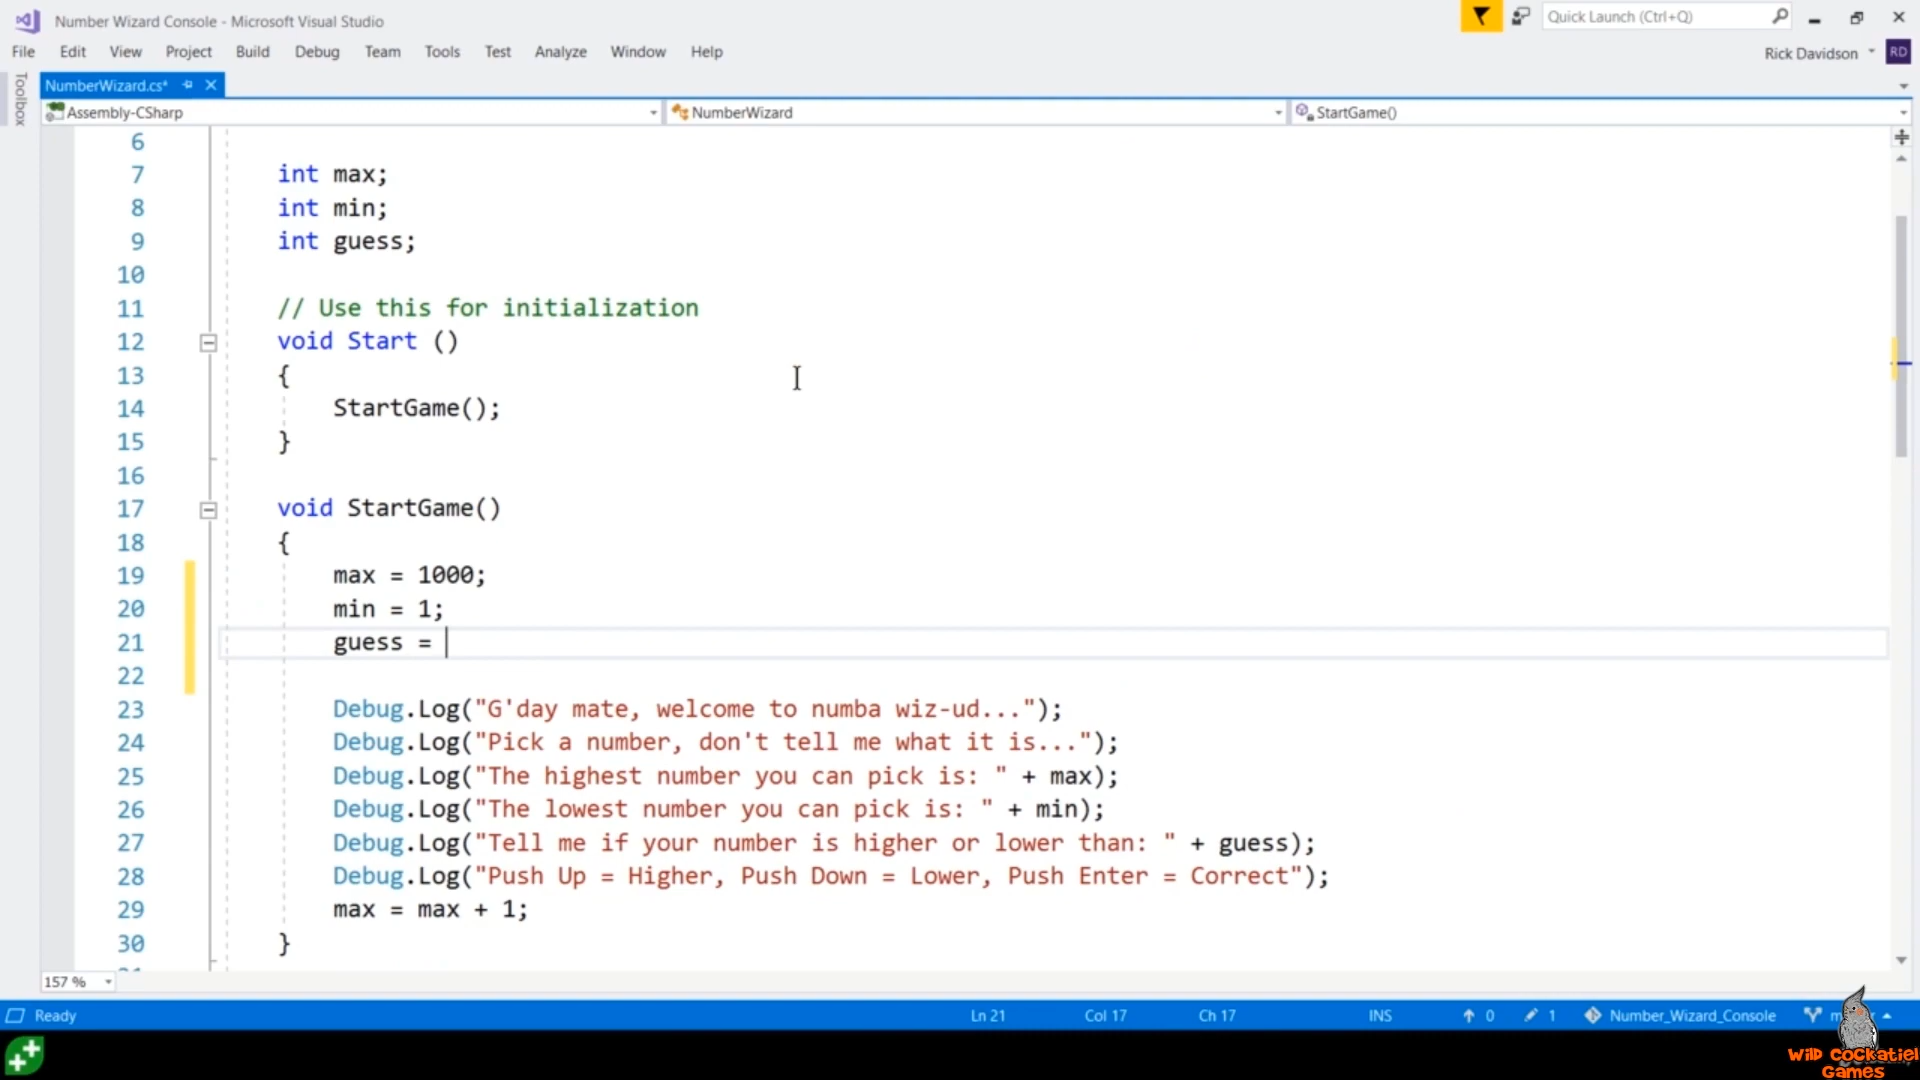 Number Wizard Console - Microsoft Visual Studio
Quick Launch (Ctrl+Q)
File Edit View Project Build Debug Team Tools Test Analyze Window Help
Rick Davidson RD
Toolbox
NumberWizard.cs*
Assembly-CSharp NumberWizard StartGame()
6
7 int max;
8 int min;
9 int guess;
10
11 // Use this for initialization
12 void Start ()
13 {
14 StartGame();
15 }
16
17 void StartGame()
18 {
19 max = 1000;
20 min = 1;
21 guess =
22
23 Debug.Log("G'day mate, welcome to numba wiz-ud...");
24 Debug.Log("Pick a number, don't tell me what it is...");
25 Debug.Log("The highest number you can pick is: " + max);
26 Debug.Log("The lowest number you can pick is: " + min);
27 Debug.Log("Tell me if your number is higher or lower than: " + guess);
28 Debug.Log("Push Up = Higher, Push Down = Lower, Push Enter = Correct");
29 max = max + 1;
30 }
157 %
Ready Ln 21 Col 17 Ch 17 INS 0 1 Number_Wizard_Console
Wild Cockatiel
Games